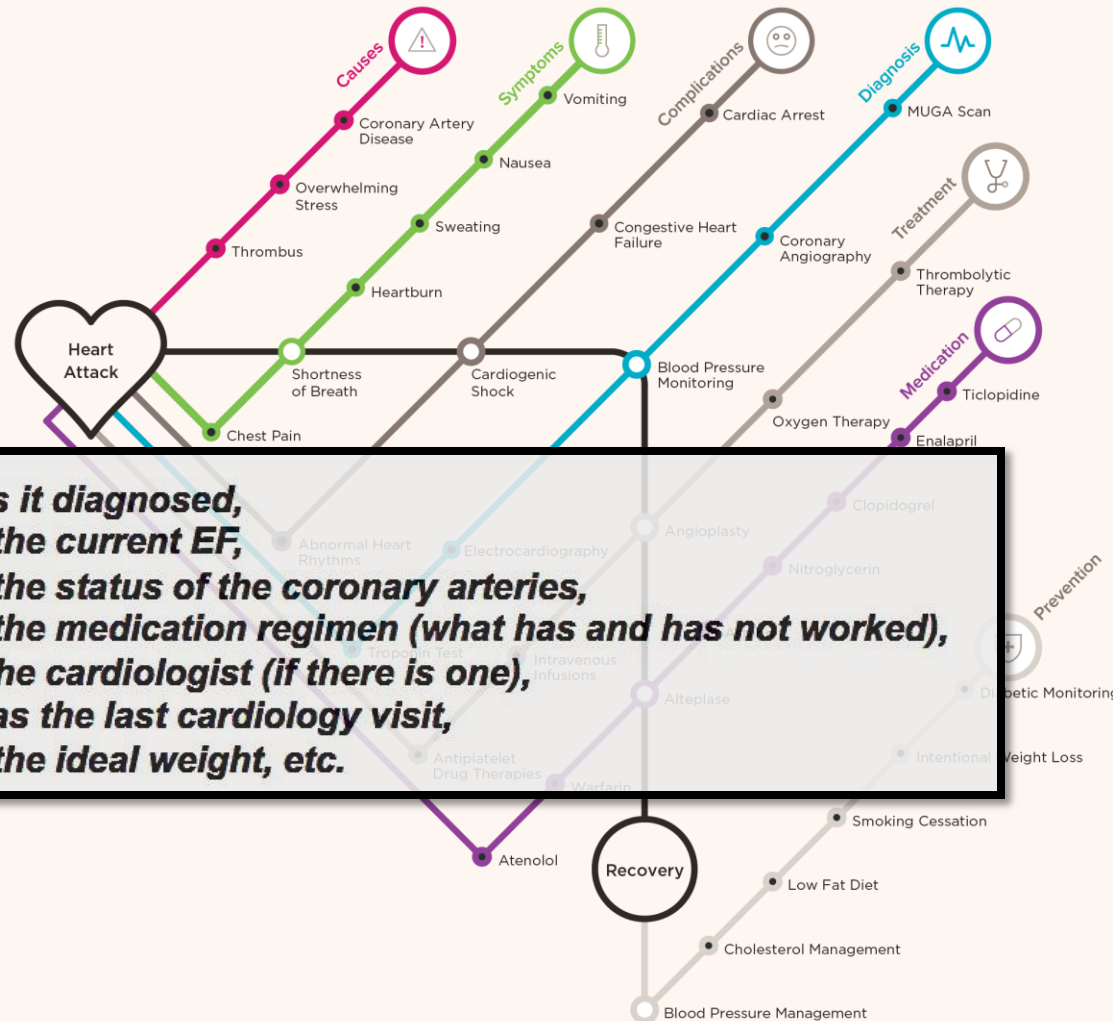 Causes
Symptoms
Complications
Diagnosis
Vomiting
Coronary Artery
Disease
Cardiac Arrest
MUGA Scan
Nausea
Overwhelming
Stress
Treatment
Sweating
Congestive Heart
Failure
Coronary
Angiography
Thrombus
Thrombolytic
Therapy
Heartburn
Heart
Attack
Shortness
of Breath
Cardiogenic
Shock
Blood Pressure
Monitoring
Medication
Ticlopidine
Oxygen Therapy
Chest Pain
Enalapril
s it diagnosed,
the current EF,
the status of the coronary arteries,
the medication regimen (what has and has not worked),
he cardiologist (if there is one),
as the last cardiology visit,
the ideal weight, etc.
Clopidogrel
Angioplasty
Abnormal Heart
Rhythms
Electrocardiography
Nitroglycerin
Prevention
Troponin Test
Intravenous
Infusions
Diabetic Monitoring
Alteplase
Antiplatelet
Drug Therapies
Intentional Weight Loss
Warfarin
Smoking Cessation
Atenolol
Recovery
Low Fat Diet
Cholesterol Management
Blood Pressure Management